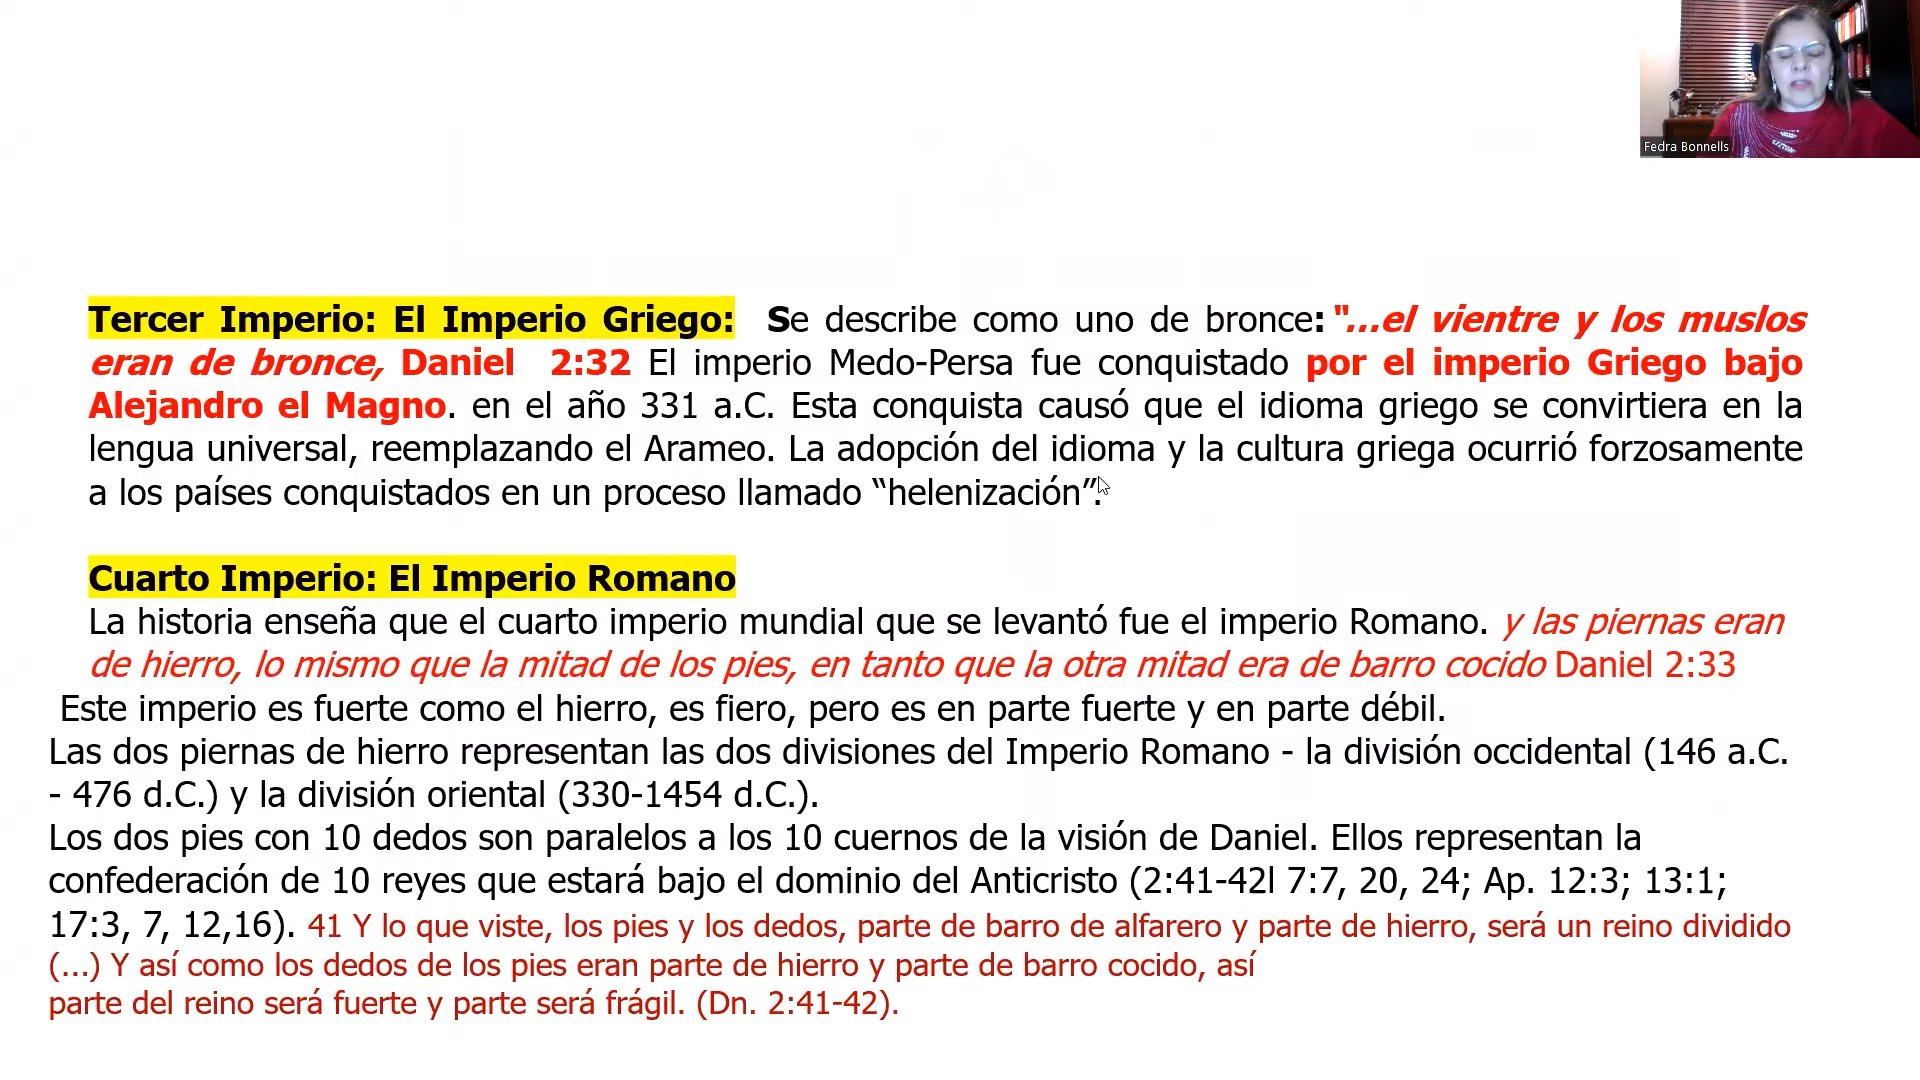 Fedra Bonnells
Tercer Imperio: El Imperio Griego: Se describe como uno de bronce: "...el vientre y los muslos
eran de bronce, Daniel 2:32 El imperio Medo-Persa fue conquistado por el imperio Griego bajo
Alejandro el Magno. en el año 331 a.C. Esta conquista causó que el idioma griego se convirtiera en la
lengua universal, reemplazando el Arameo. La adopción del idioma y la cultura griega ocurrió forzosamente
a los países conquistados en un proceso llamado “helenización”.
Cuarto Imperio: El Imperio Romano
La historia enseña que el cuarto imperio mundial que se levantó fue el imperio Romano. y las piernas eran
de hierro, lo mismo que la mitad de los pies, en tanto que la otra mitad era de barro cocido Daniel 2:33
Este imperio es fuerte como el hierro, es fiero, pero es en parte fuerte y en parte débil.
Las dos piernas de hierro representan las dos divisiones del Imperio Romano - la división occidental (146 a.C.
- 476 d.C.) y la división oriental (330-1454 d.C.).
Los dos pies con 10 dedos son paralelos a los 10 cuernos de la visión de Daniel. Ellos representan la
confederación de 10 reyes que estará bajo el dominio del Anticristo (2:41-42l 7:7, 20, 24; Ap. 12:3; 13:1;
17:3, 7, 12,16). 41 Y lo que viste, los pies y los dedos, parte de barro de alfarero y parte de hierro, será un reino dividido
(...) Y así como los dedos de los pies eran parte de hierro y parte de barro cocido, así
parte del reino será fuerte y parte será frágil. (Dn. 2:41-42).